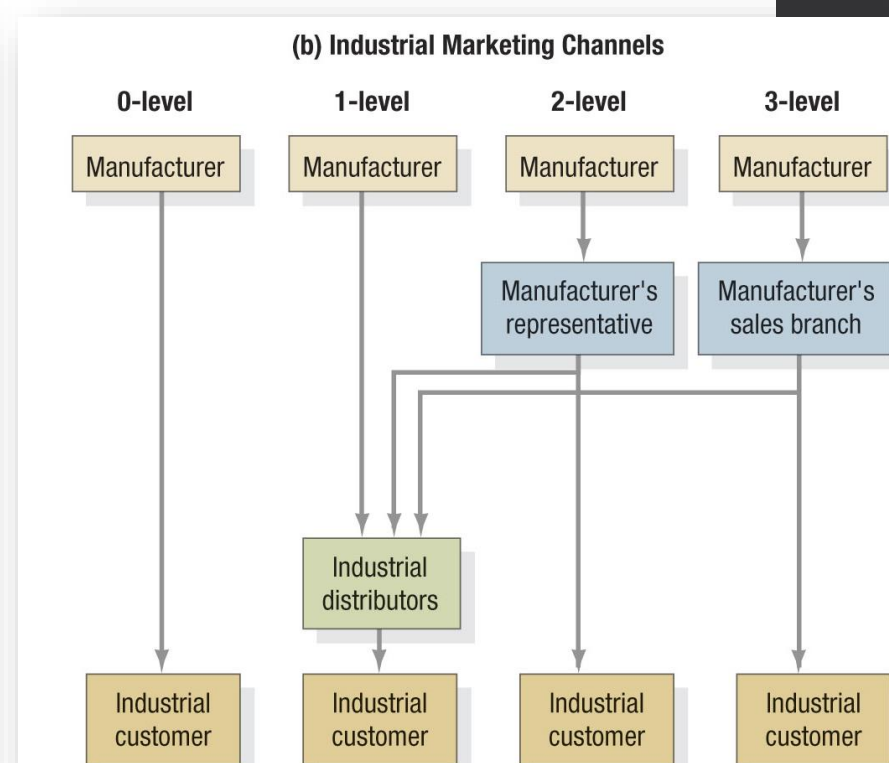 (b) Industrial Marketing Channels
0-level 1-level 2-level 3-level
Manufacturer Manufacturer Manufacturer Manufacturer
Manufacturer's
representative
Manufacturer's
sales branch
Industrial
distributors
Industrial
customer
Industrial
customer
Industrial
customer
Industrial
customer